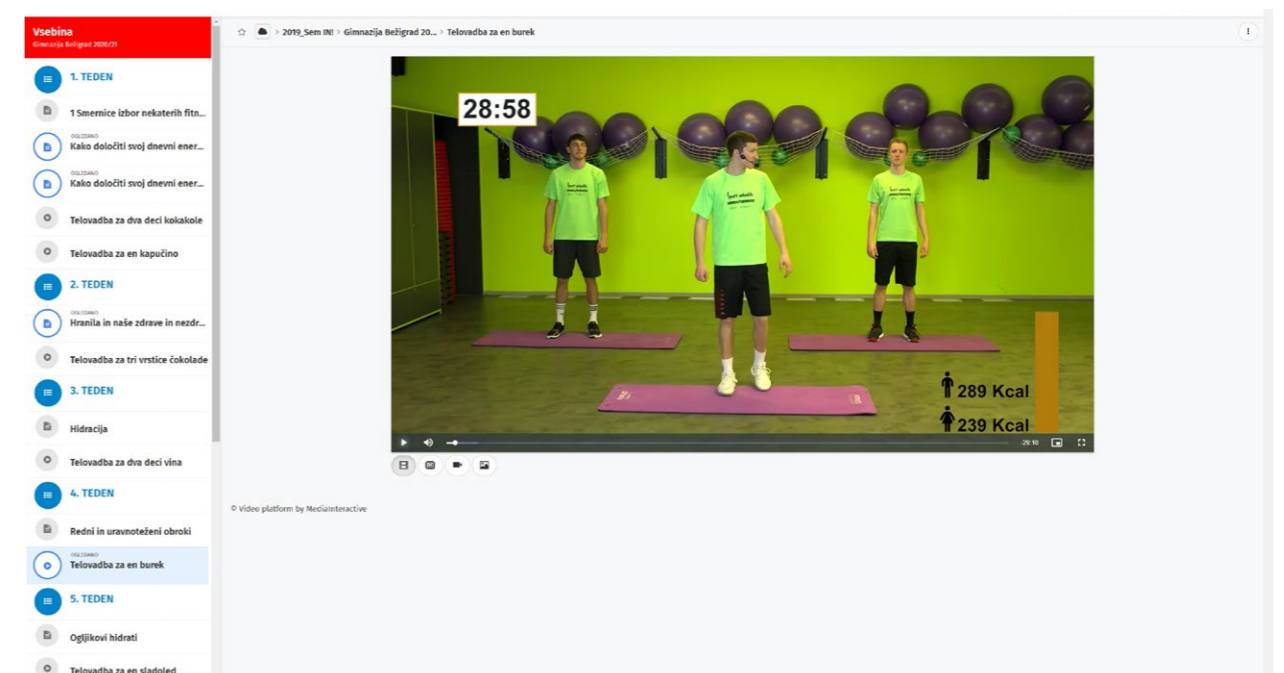 Vsebina
Gimnazija Bežigrad 2020/21
1. TEDEN
1 Smernice izbor nekaterih fitn...
OGLEDANO
Kako določiti svoj dnevni ener...
OGLEDANO
Kako določiti svoj dnevni ener...
Telovadba za dva deci kokakole
Telovadba za en kapučino
2. TEDEN
OGLEDANO
Hranila in naše zdrave in nezdr...
Telovadba za tri vrstice čokolade
3. TEDEN
Hidracija
Telovadba za dva deci vina
4. TEDEN
Redni in uravnoteženi obroki
OGLEDANO
Telovadba za en burek
5. TEDEN
Ogljikovi hidrati
Telovadba za en sladoled
> 2019_Sem IN! > Gimnazija Bežigrad 20... > Telovadba za en burek
28:58
289 Kcal
239 Kcal
-29:10
© Video platform by MediaInteractive